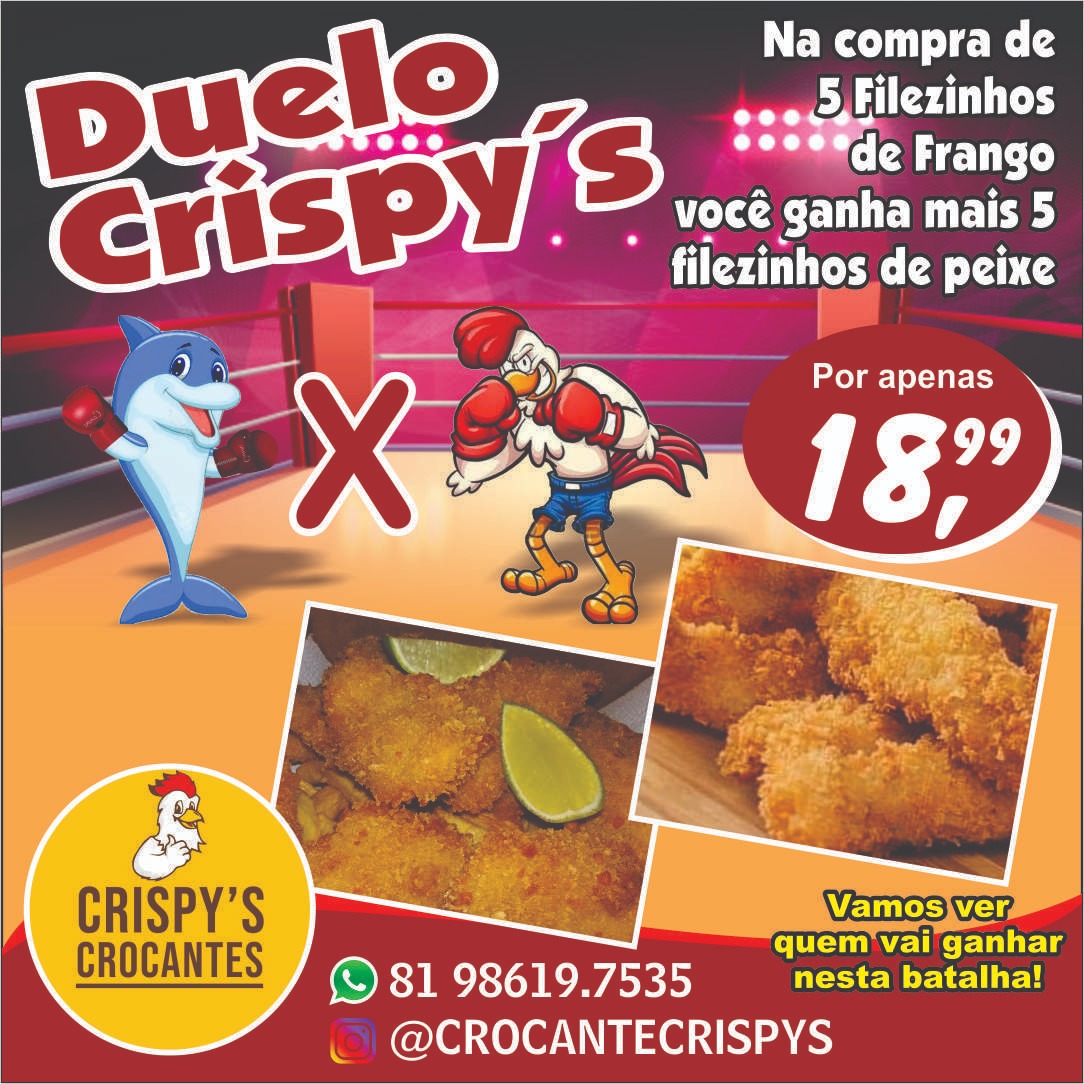 Duelo
Crispy´s
Na compra de
5 Filezinhos
de Frango
você ganha mais 5
filezinhos de peixe
X
Por apenas
18,99
CRISPY'S
CROCANTES
Vamos ver
quem vai ganhar
nesta batalha!
81 98619.7535
@CROCANTECRISPYS